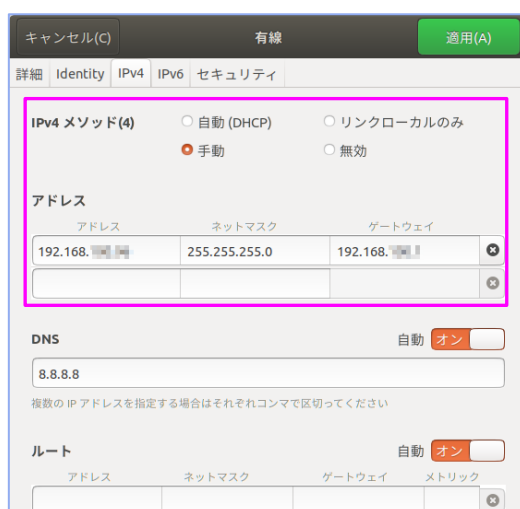 キャンセル(C) 有線 適用(A)
詳細 Identity IPv4 IPv6 セキュリティ
IPv4 メソッド(4) 自動 (DHCP) リンクローカルのみ
手動 無効
アドレス
アドレス ネットマスク ゲートウェイ
192.168. 255.255.255.0 192.168.
DNS 自動 オン
8.8.8.8
複数の IP アドレスを指定する場合はそれぞれコンマで区切ってください
ルート 自動 オン
アドレス ネットマスク ゲートウェイ メトリック